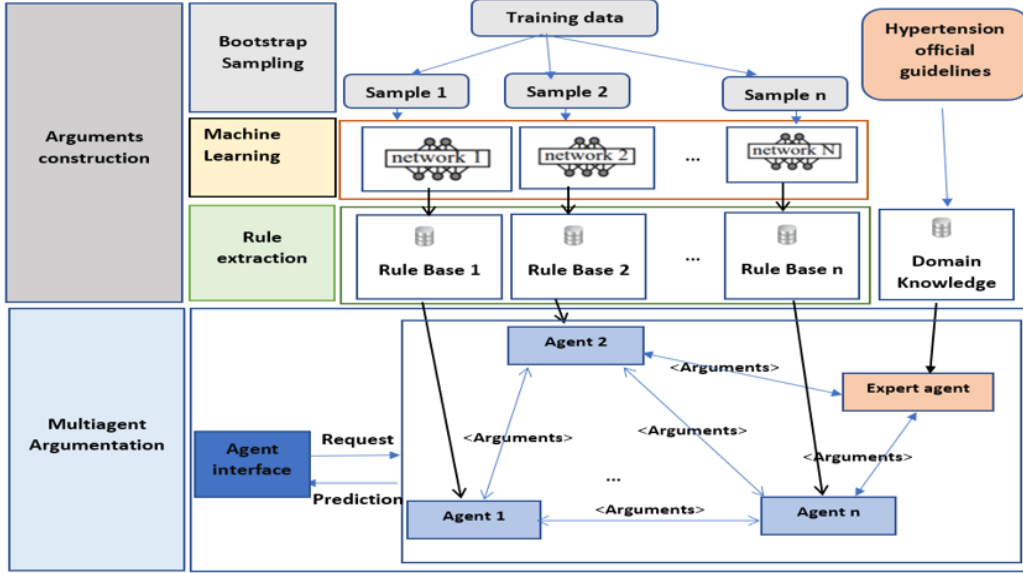 Training data
Bootstrap
Sampling
Hypertension
official
guidelines
Sample 1
Sample 2
Sample n
Arguments
construction
Machine
Learning
network 1
network 2
...
network N
Rule
extraction
Rule Base 1
Rule Base 2
...
Rule Base n
Domain
Knowledge
Multiagent
Argumentation
Agent 2
<Arguments>
Expert agent
Agent
interface
Request
Prediction
<Arguments>
<Arguments>
<Arguments>
...
Agent 1
<Arguments>
Agent n